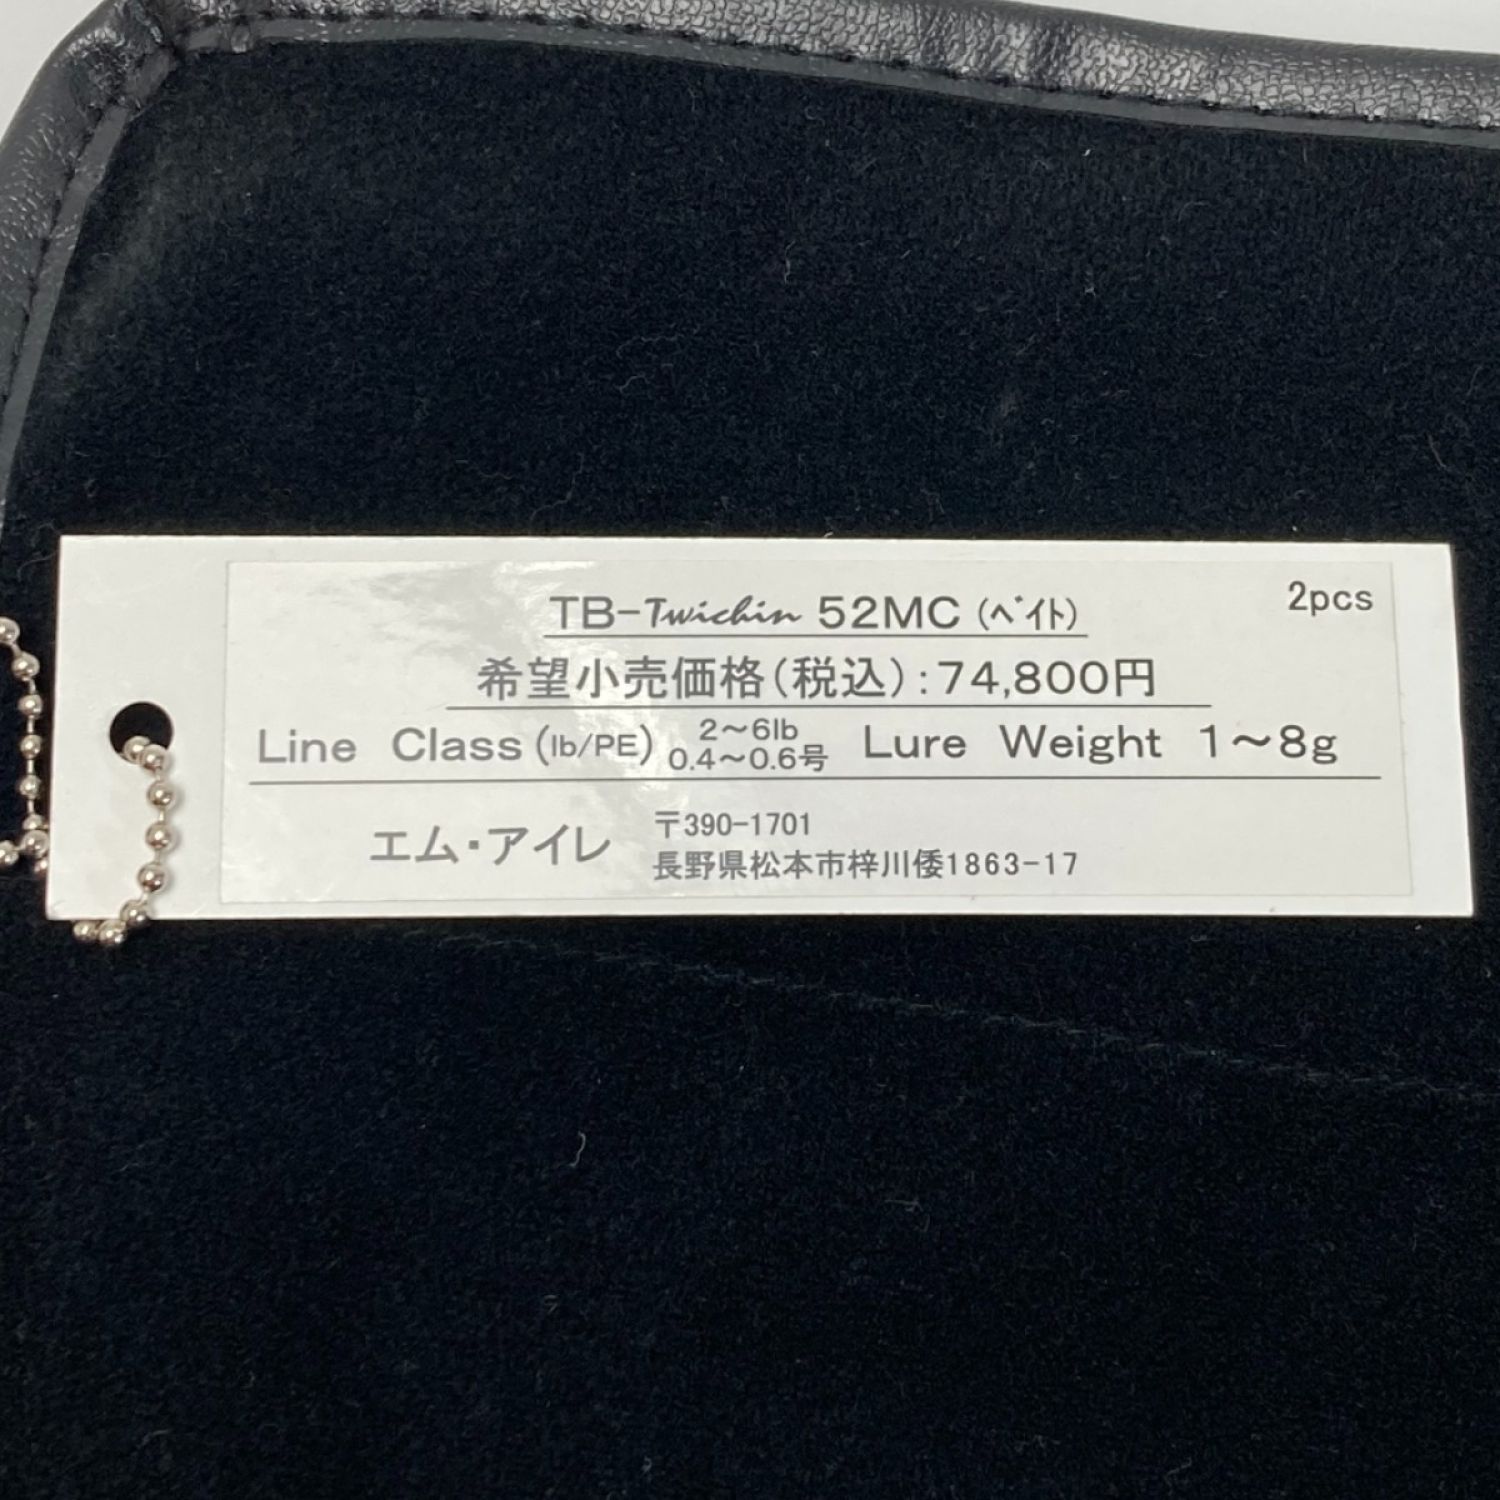 TB-Twichin 52MC (ベイト) 2pcs
希望小売価格(税込):74,800円
Line Class (lb/PE) 2～6lb 0.4～0.6号 Lure Weight 1～8g
エム・アイレ 〒390-1701
長野県松本市梓川倭1863-17